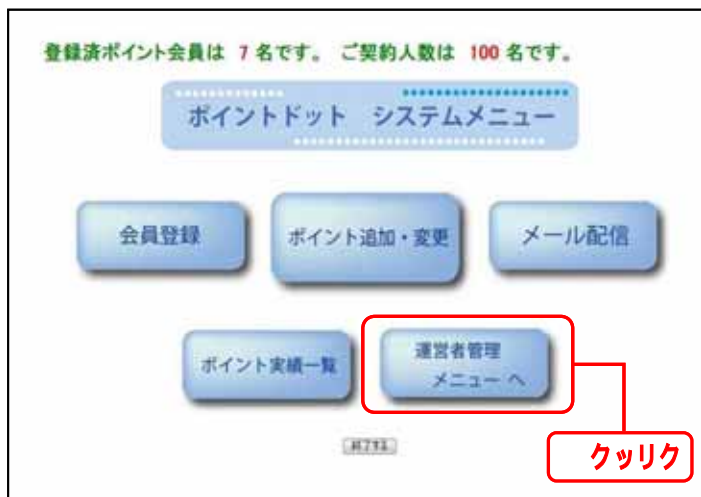 登録済ポイント会員は 7 名です。 ご契約人数は 100 名です。
ポイントドット システムメニュー
会員登録
ポイント追加・変更
メール配信
ポイント実績一覧
運営者管理
メニュー へ
終了する
クッリク